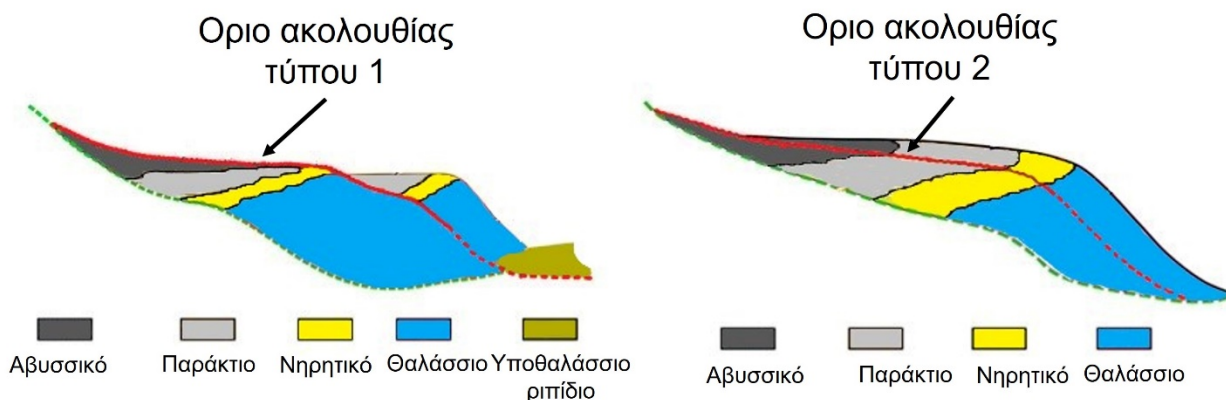 Οριο ακολουθίας
τύπου 1
Οριο ακολουθίας
τύπου 2
Αβυσσικό
Παράκτιο
Νηρητικό
Θαλάσσιο
Υποθαλάσσιο
ριπίδιο
Αβυσσικό
Παράκτιο
Νηρητικό
Θαλάσσιο